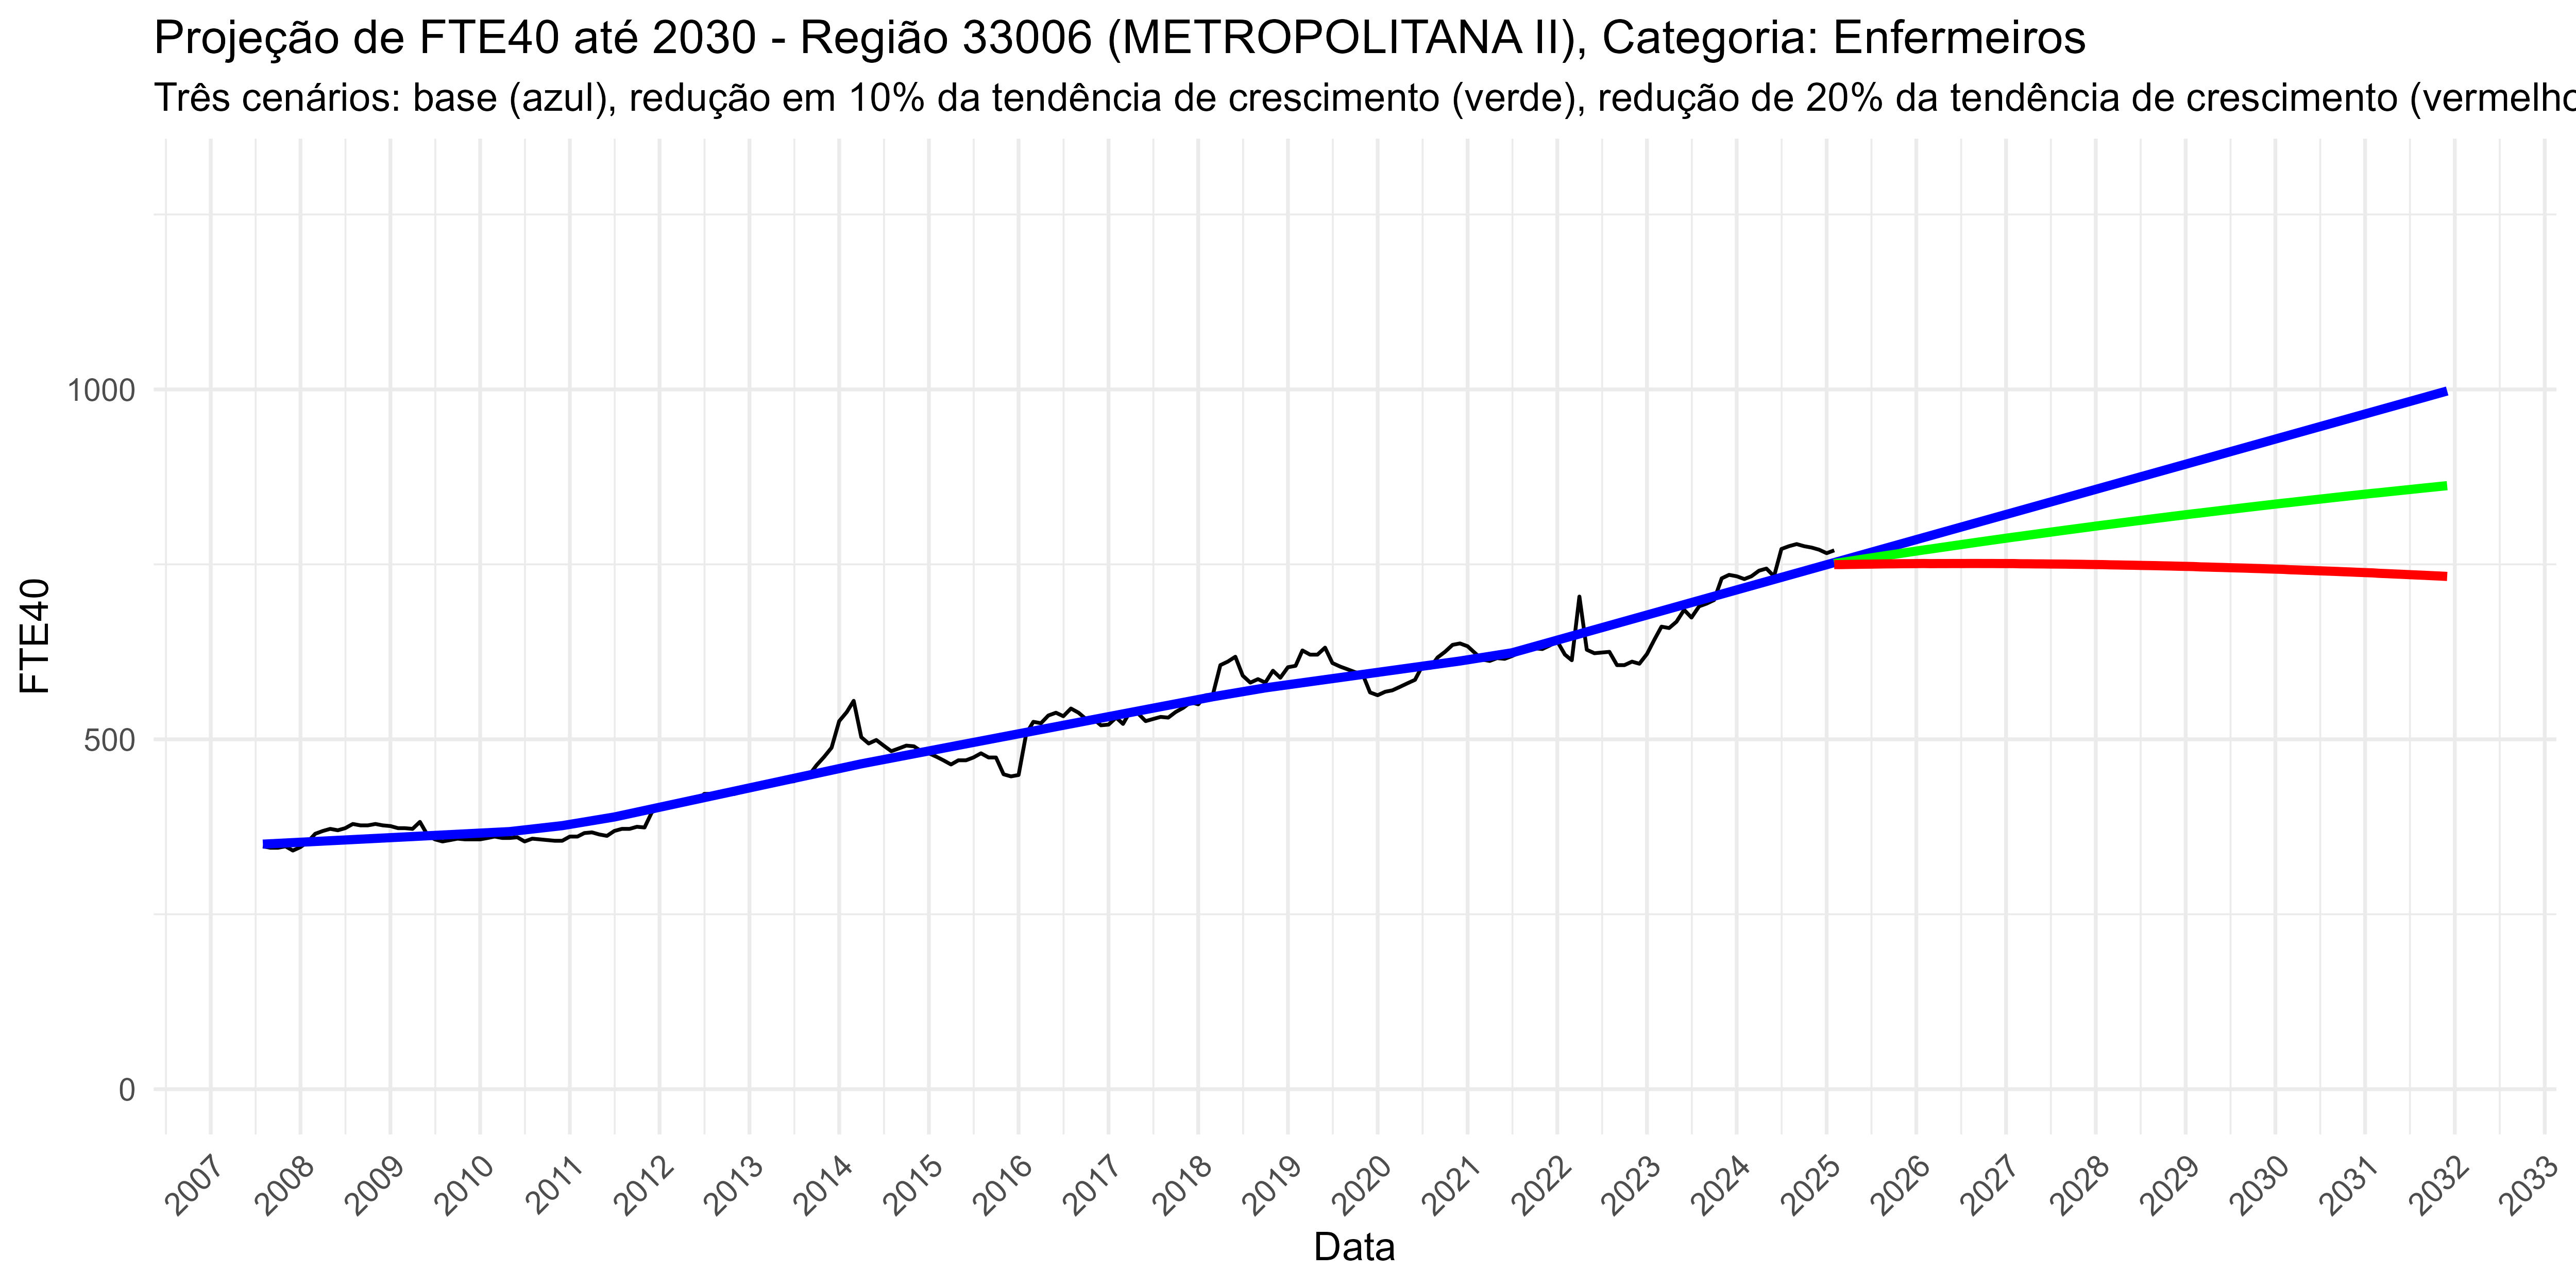 Projeção de FTE40 até 2030 - Região 33006 (METROPOLITANA II), Categoria: Enfermeiros
Três cenários: base (azul), redução em 10% da tendência de crescimento (verde), redução de 20% da tendência de crescimento (vermelho
1000
500
0
FTE40
2007 2008 2009 2010 2011 2012 2013 2014 2015 2016 2017 2018 2019 2020 2021 2022 2023 2024 2025 2026 2027 2028 2029 2030 2031 2032 2033
Data